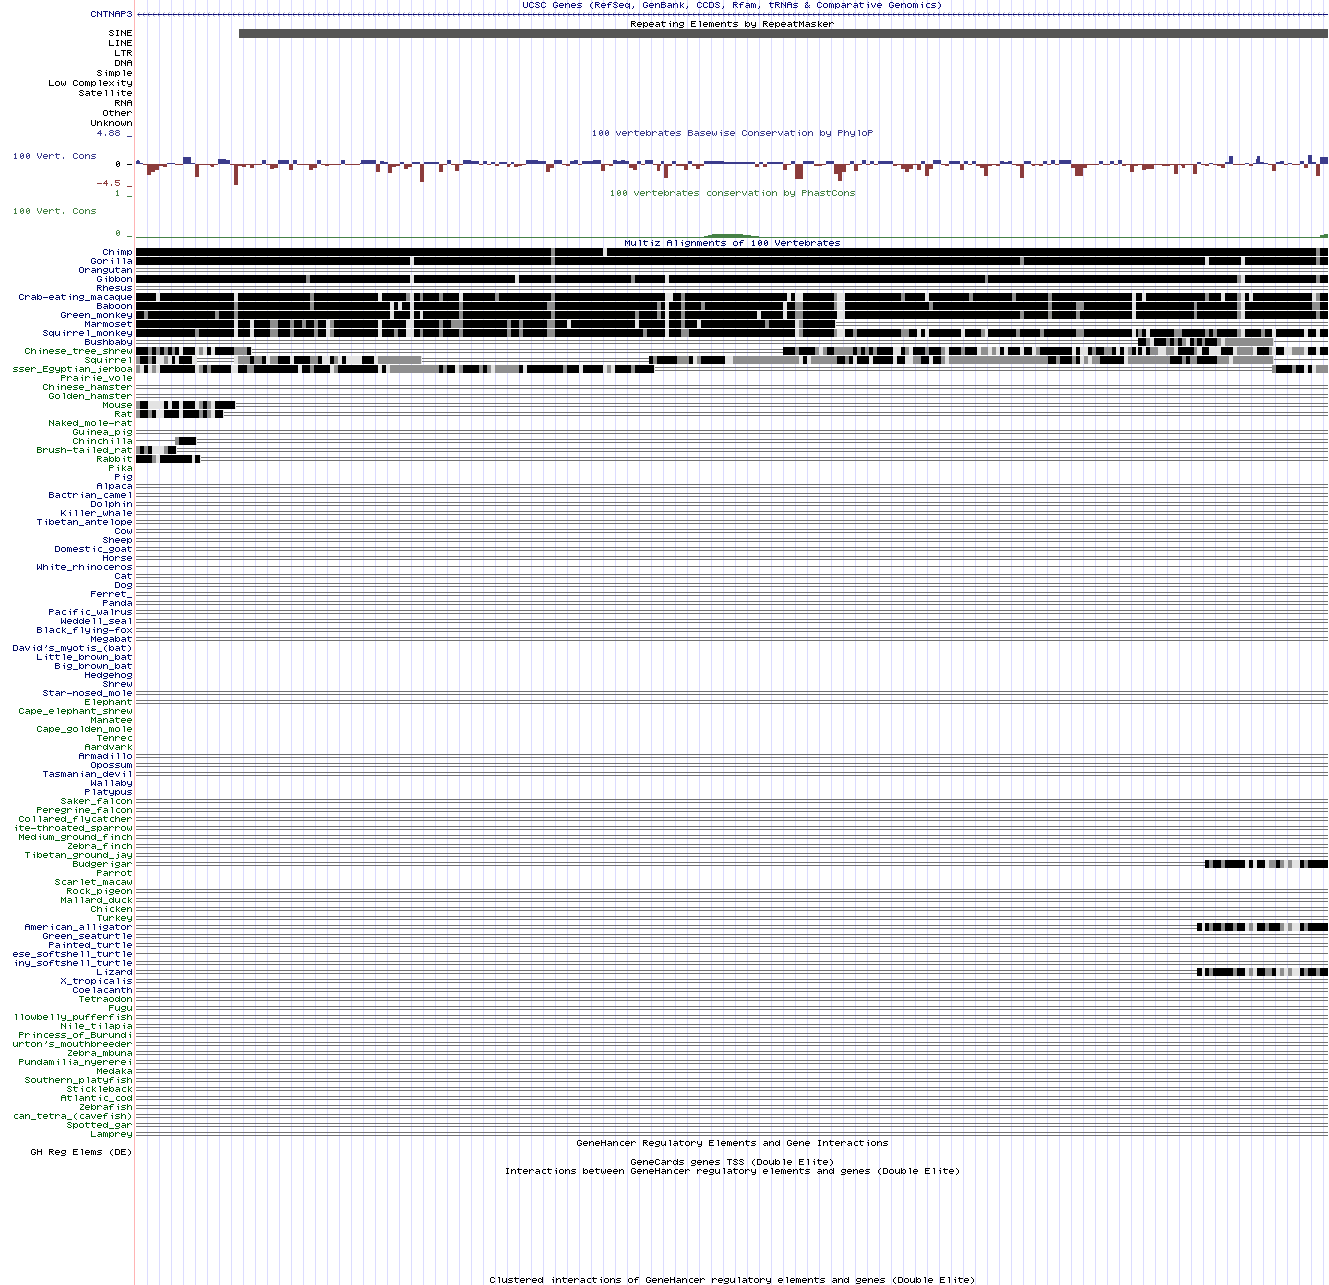 UCSC Genes (RefSeq, GenBank, CCDS, Rfam, tRNAs & Comparative Genomics)
CNTNAP3
Repeating Elements by RepeatMasker
SINE
LINE
LTR
DNA
Simple
Low Complexity
Satellite
RNA
Other
Unknown
4.88 _
100 vertebrates Basewise Conservation by PhyloP
100 Vert. Cons
0 _
-4.5 _
1 _
100 vertebrates conservation by PhastCons
100 Vert. Cons
0 _
Multiz Alignments of 100 Vertebrates
Chimp
Gorilla
Orangutan
Gibbon
Rhesus
Crab-eating_macaque
Baboon
Green_monkey
Marmoset
Squirrel_monkey
Bushbaby
Chinese_tree_shrew
Squirrel
sser_Egyptian_jerboa
Prairie_vole
Chinese_hamster
Golden_hamster
Mouse
Rat
Naked_mole-rat
Guinea_pig
Chinchilla
Brush-tailed_rat
Rabbit
Pika
Pig
Alpaca
Bactrian_camel
Dolphin
Killer_whale
Tibetan_antelope
Cow
Sheep
Domestic_goat
Horse
White_rhinoceros
Cat
Dog
Ferret_
Panda
Pacific_walrus
Weddell_seal
Black_flying-fox
Megabat
David's_myotis_(bat)
Little_brown_bat
Big_brown_bat
Hedgehog
Shrew
Star-nosed_mole
Elephant
Cape_elephant_shrew
Manatee
Cape_golden_mole
Tenrec
Aardvark
Armadillo
Opossum
Tasmanian_devil
Wallaby
Platypus
Saker_falcon
Peregrine_falcon
Collared_flycatcher
ite-throated_sparrow
Medium_ground_finch
Zebra_finch
Tibetan_ground_jay
Budgerigar
Parrot
Scarlet_macaw
Rock_pigeon
Mallard_duck
Chicken
Turkey
American_alligator
Green_seaturtle
Painted_turtle
ese_softshell_turtle
iny_softshell_turtle
Lizard
X_tropicalis
Coelacanth
Tetraodon
Fugu
llowbelly_pufferfish
Nile_tilapia
Princess_of_Burundi
urton's_mouthbreeder
Zebra_mbuna
Pundamilia_nyererei
Medaka
Southern_platyfish
Stickleback
Atlantic_cod
Zebrafish
can_tetra_(cavefish)
Spotted_gar
Lamprey
GeneHancer Regulatory Elements and Gene Interactions
GH Reg Elems (DE)
GeneCards genes TSS (Double Elite)
Interactions between GeneHancer regulatory elements and genes (Double Elite)
Clustered interactions of GeneHancer regulatory elements and genes (Double Elite)